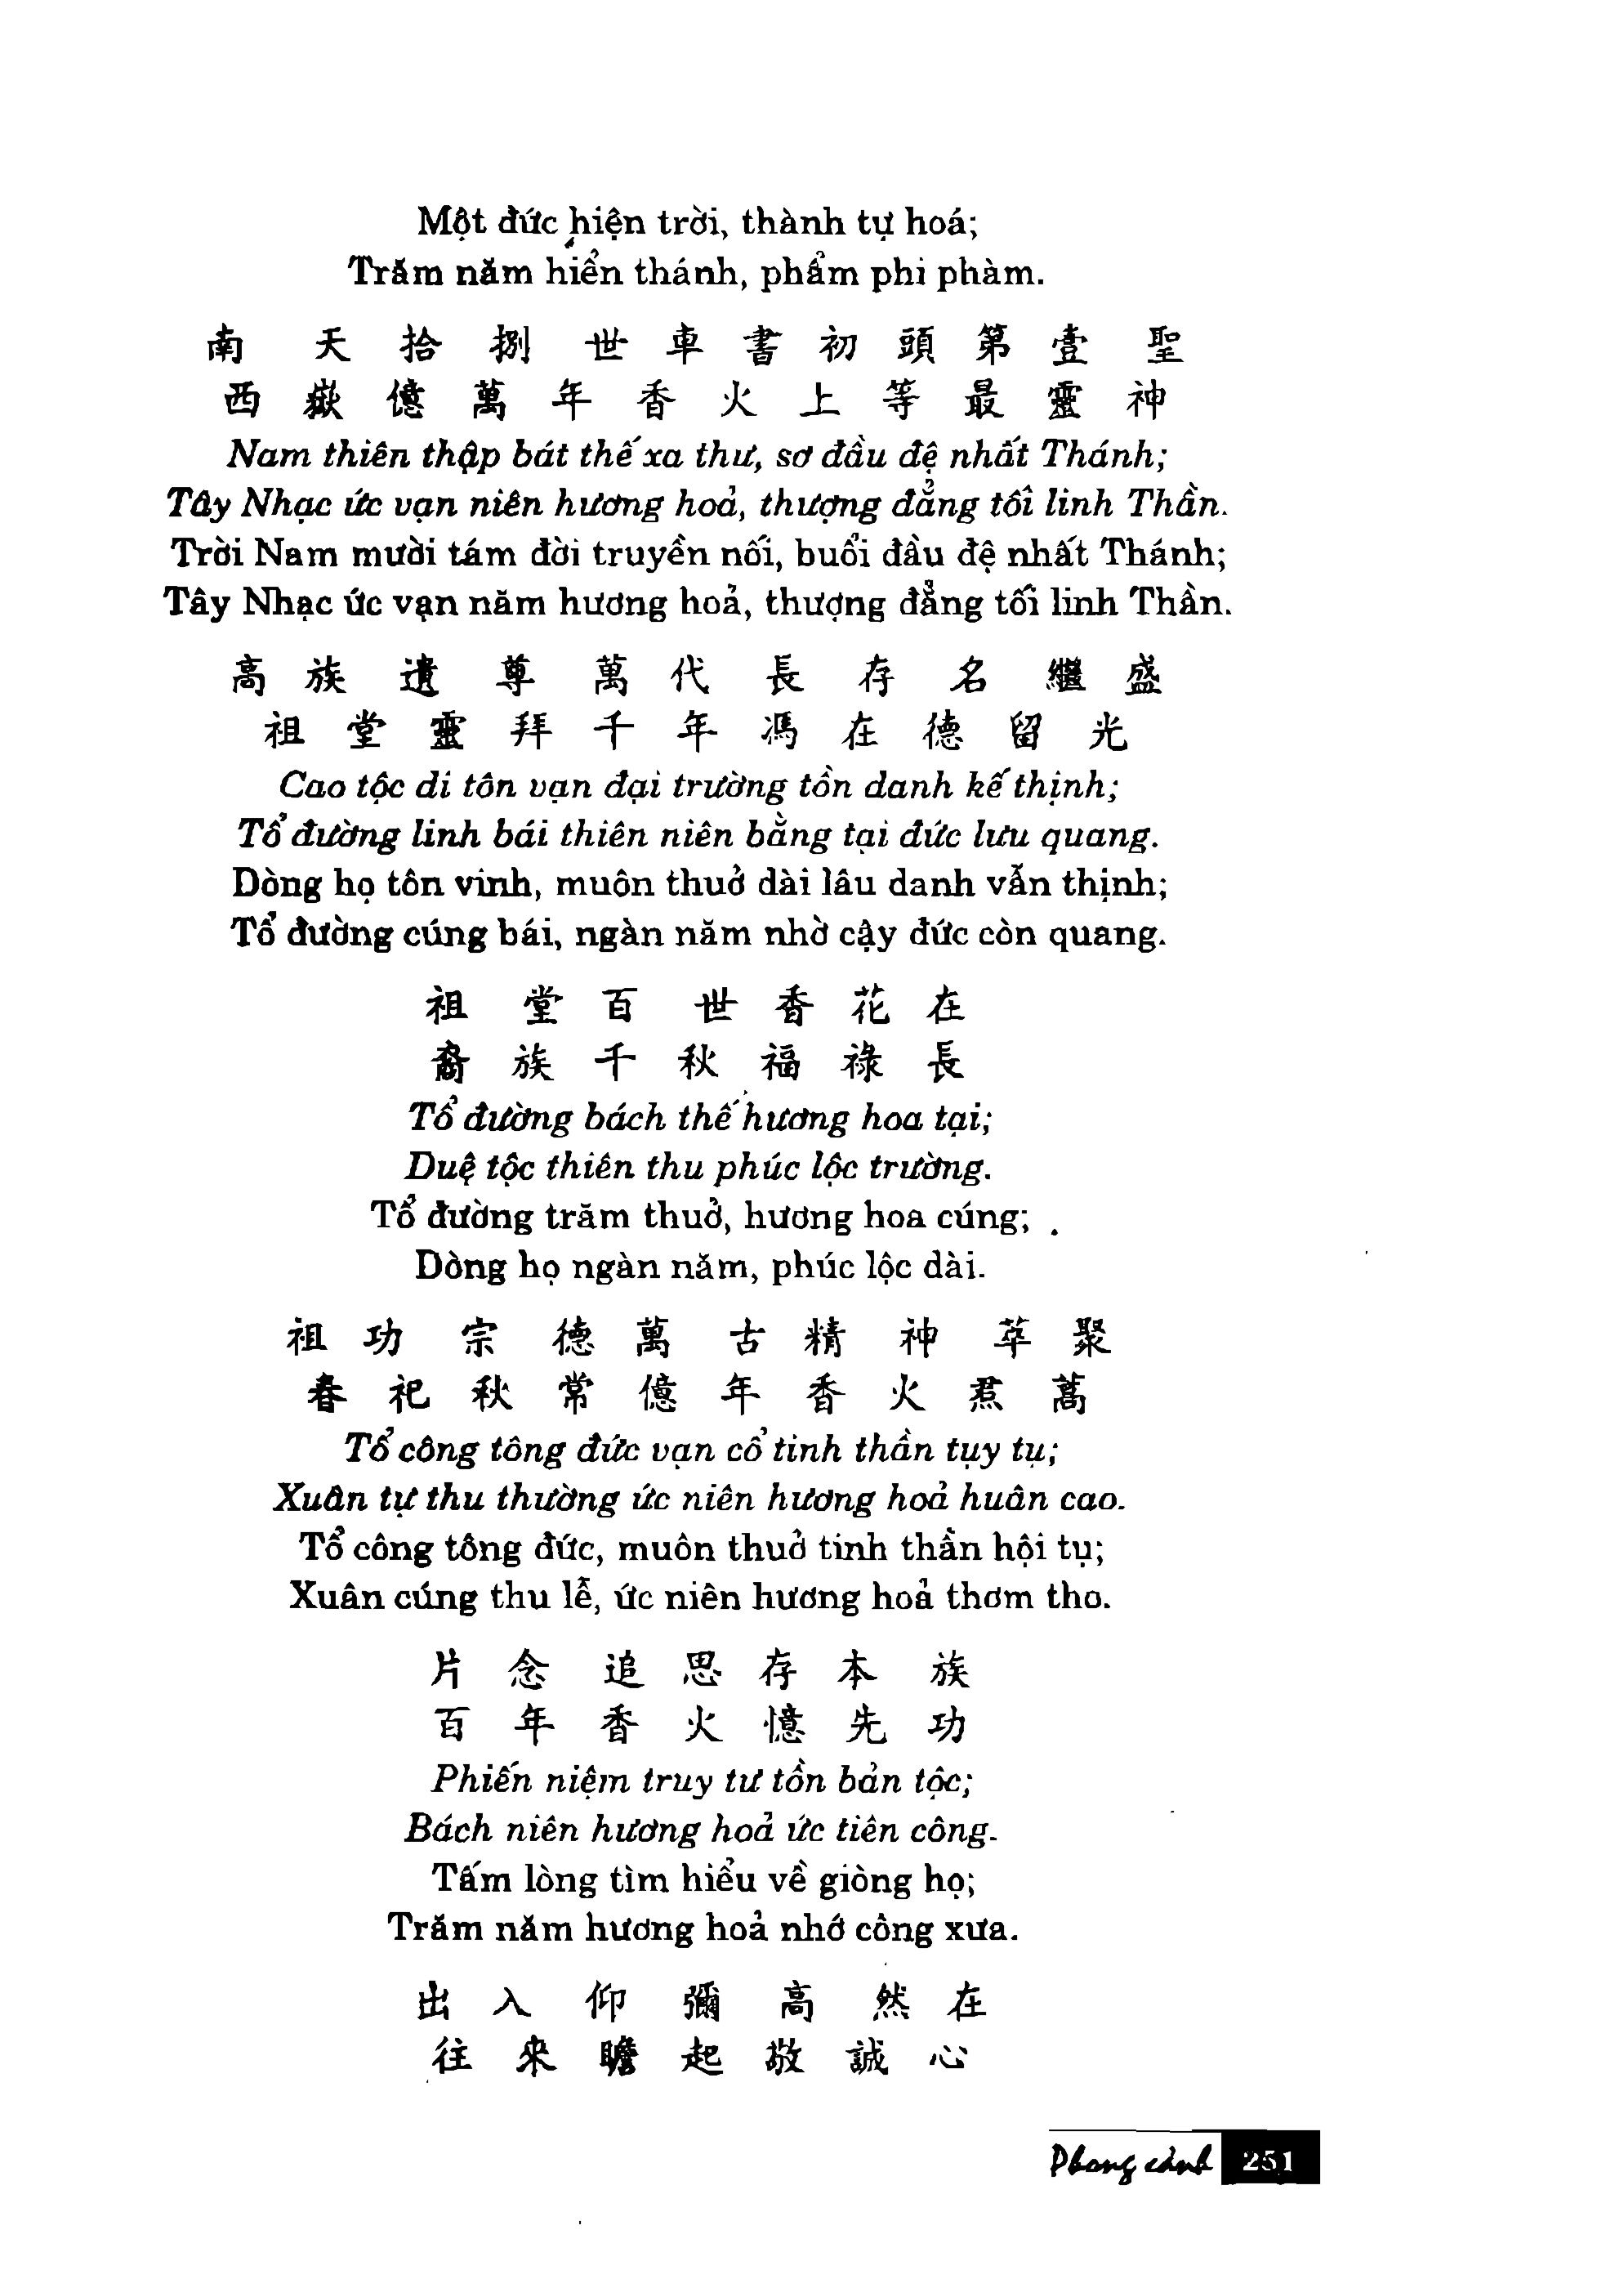 Một đức hiện trời, thành tự hoá;
Trăm năm hiển thánh, phẩm phi phàm.
南天拾捌世車書初頭第壹聖
西嶽億萬年香火上等最靈神
Nam thiên thập bát thế xa thư, sơ đầu đệ nhất Thánh;
Tây Nhạc ức vạn niên hương hoả, thượng đẳng tối linh Thần.
Trời Nam mười tám đời truyền nối, buổi đầu đệ nhất Thánh;
Tây Nhạc ức vạn năm hương hoả, thượng đẳng tối linh Thần.
高族遺尊萬代長存名繼盛
祖堂靈拜千年馮在德留光
Cao tộc di tôn vạn đại trường tồn danh kế thịnh;
Tổ đường linh bái thiên niên bằng tại đức lưu quang.
Dòng họ tôn vinh, muôn thuở dài lâu danh vẫn thịnh;
Tổ đường cúng bái, ngàn năm nhờ cậy đức còn quang.
祖堂百世香花在
裔族千秋福祿長
Tổ đường bách thế hương hoa tại;
Duệ tộc thiên thu phúc lộc trường.
Tổ đường trăm thuở, hương hoa cúng;
Dòng họ ngàn năm, phúc lộc dài.
祖功宗德萬古精神萃聚
春祀秋常億年香火焄蒿
Tổ công tông đức vạn cổ tinh thần tụy tụ;
Xuân tự thu thường ức niên hương hoả huân cao.
Tổ công tông đức, muôn thuở tinh thần hội tụ;
Xuân cúng thu lễ, ức niên hương hoả thơm tho.
片念追思存本族
百年香火憶先功
Phiến niệm truy tư tồn bản tộc;
Bách niên hương hoả ức tiên công.
Tấm lòng tìm hiểu về giòng họ;
Trăm năm hương hoả nhớ công xưa.
出入仰彌高然在
往來瞻起敬誠心
Phong cảnh 251